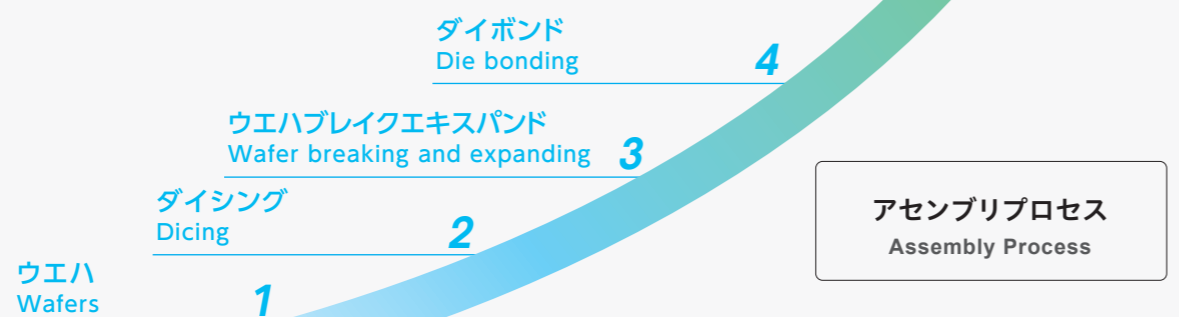 ダイボンド
Die bonding
4
ウエハブレイクエキスパンド
Wafer breaking and expanding
3
ダイシング
Dicing
2
ウエハ
Wafers
1
アセンブリプロセス
Assembly Process